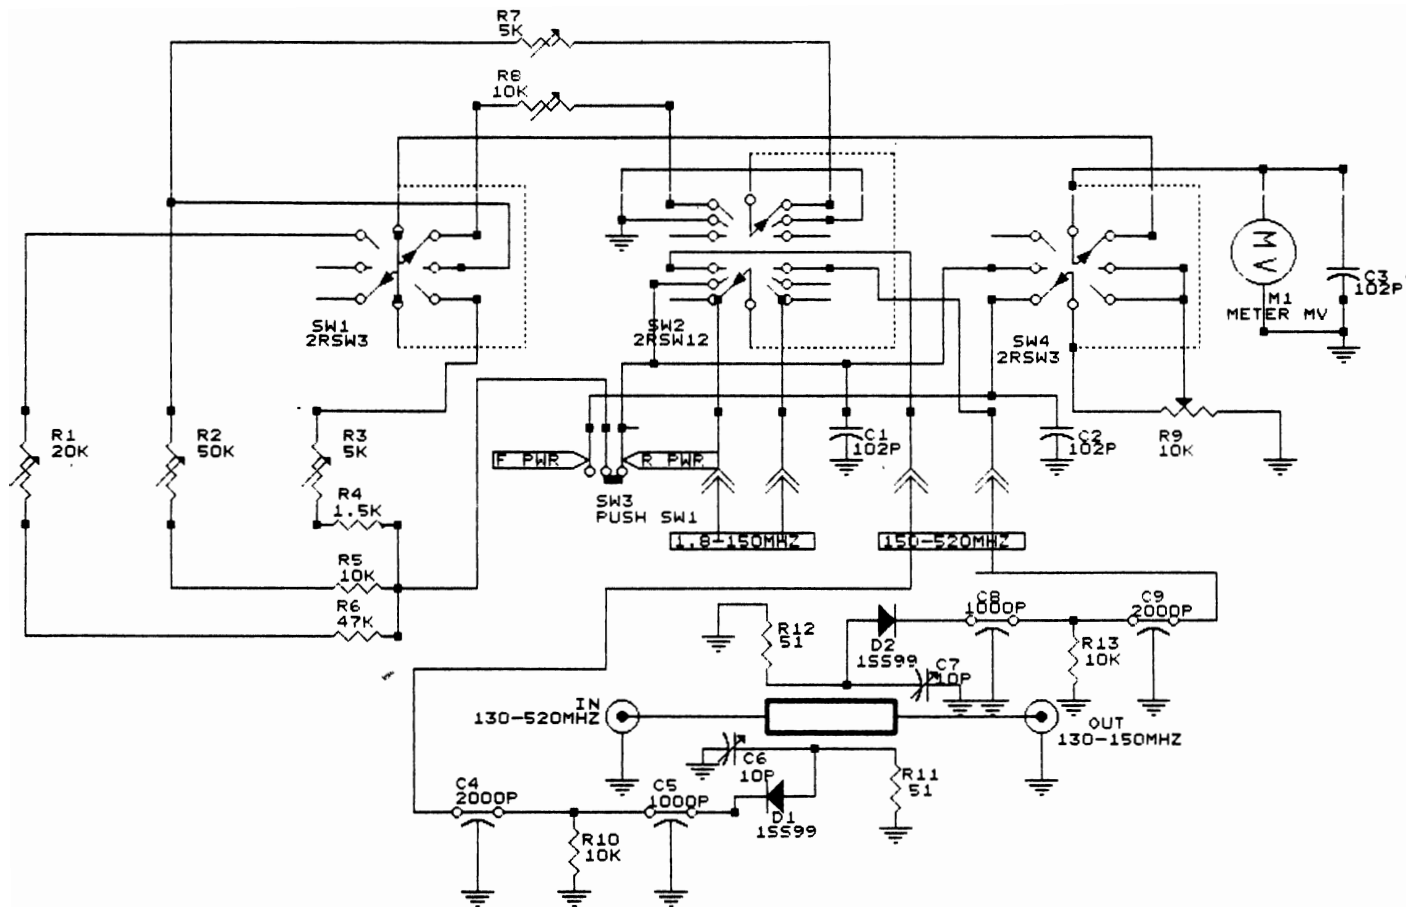 R7
5K
R8
10K
SW1
2RSW3
SW2
2RSW12
SW4
2RSW3
MV
M1
METER MV
C3
102P
R1
20K
R2
50K
R3
5K
R4
1.5K
R5
10K
R6
47K
F PWR
R PWR
SW3
PUSH SW1
C1
102P
C2
102P
R9
10K
1.8-150MHZ
150-520MHZ
R12
51
D2
1SS99
C8
1000P
C9
2000P
R13
10K
C7
10P
IN
130-520MHZ
OUT
130-150MHZ
C6
10P
R11
51
C4
2000P
C5
1000P
D1
1SS99
R10
10K